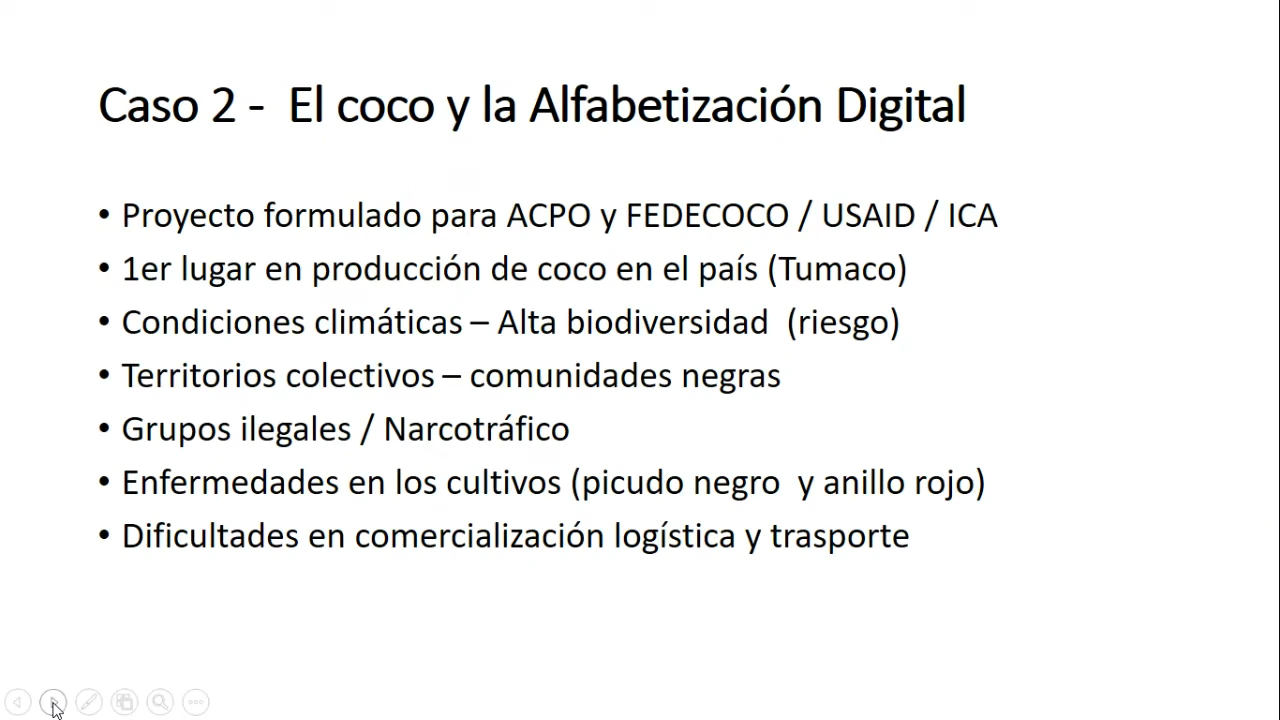 Caso 2 -  El coco y la Alfabetización Digital
• Proyecto formulado para ACPO y FEDECOCO / USAID / ICA
• 1er lugar en producción de coco en el país (Tumaco)
• Condiciones climáticas – Alta biodiversidad  (riesgo)
• Territorios colectivos – comunidades negras
• Grupos ilegales / Narcotráfico
• Enfermedades en los cultivos (picudo negro  y anillo rojo)
• Dificultades en comercialización logística y trasporte